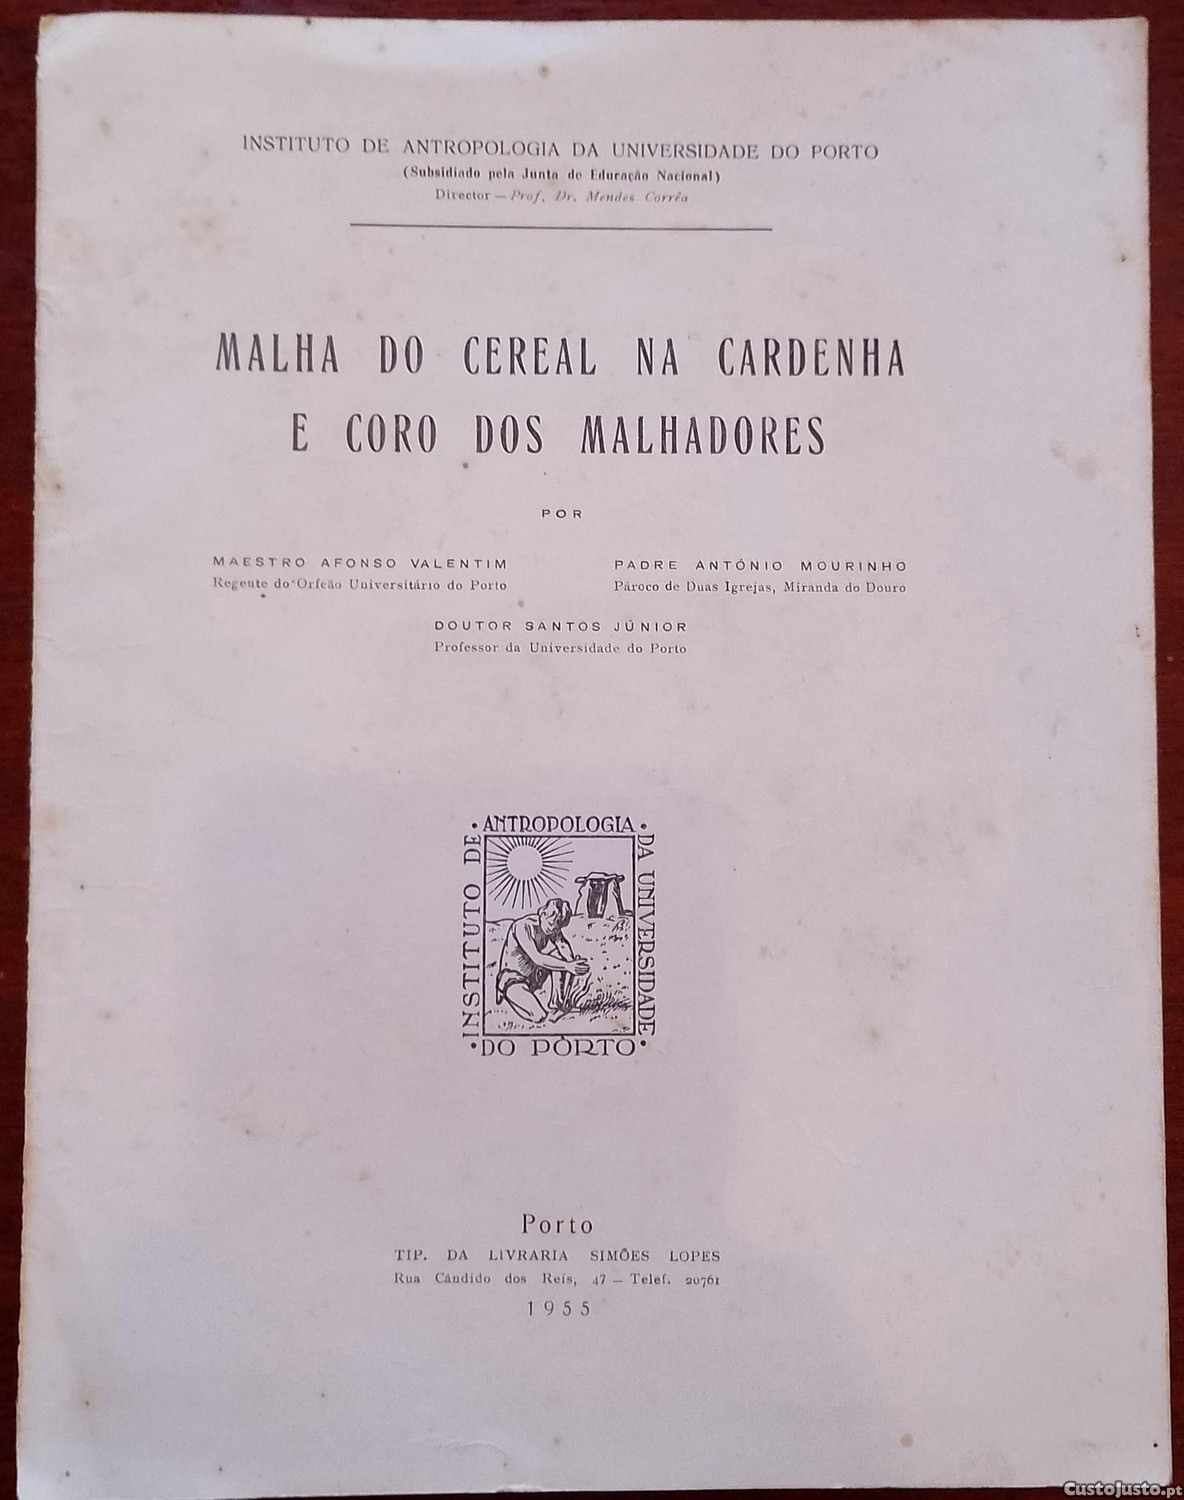 INSTITUTO DE ANTROPOLOGIA DA UNIVERSIDADE DO PORTO
(Subsidiado pela Junta de Educação Nacional)
Director — Prof. Dr. Mendes Corrêa
MALHA DO CEREAL NA CARDENHA
E CORO DOS MALHADORES
POR
MAESTRO AFONSO VALENTIM
Regente do Orfeão Universitário do Porto
PADRE ANTÓNIO MOURINHO
Pároco de Duas Igrejas, Miranda do Douro
DOUTOR SANTOS JÚNIOR
Professor da Universidade do Porto
INSTITUTO DE
• ANTROPOLOGIA •
DA UNIVERSIDADE
• DO PÔRTO •
Porto
TIP. DA LIVRARIA SIMÕES LOPES
Rua Cândido dos Reis, 47 — Telef. 20761
1955
CustoJusto.pt